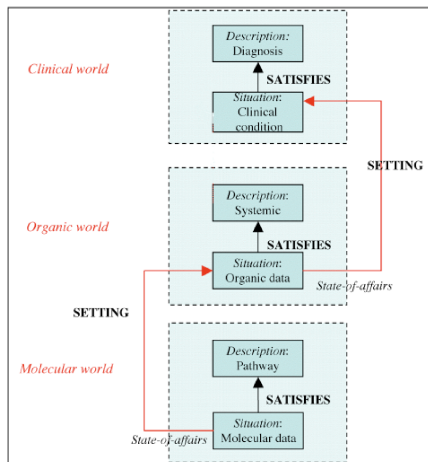 Description:
Diagnosis
Clinical world
SATISFIES
Situation:
Clinical
condition
SETTING
Description:
Systemic
Organic world
SATISFIES
Situation:
Organic data
State-of-affairs
SETTING
Description:
Pathway
Molecular world
SATISFIES
Situation:
State-of-affairs
Molecular data